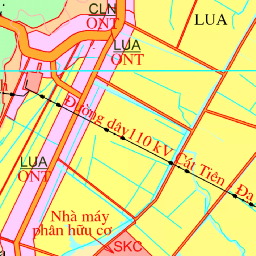 CLN
ONT
LUA
LUA
ONT
h
Đường dây 110 kV Cát Tiên _ Đa
LUA
ONT
Nhà máy
phân hữu cơ
SKC